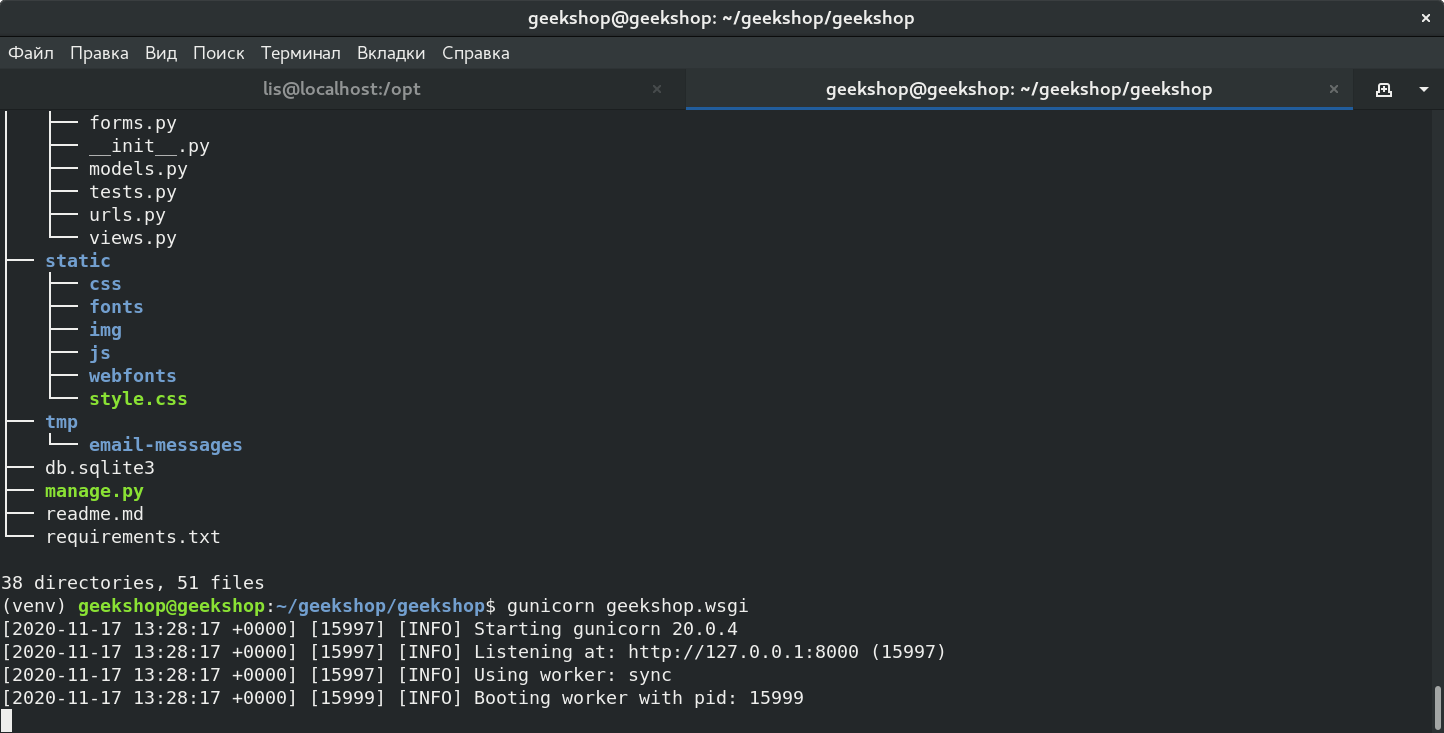 geekshop@geekshop: ~/geekshop/geekshop
Файл Правка Вид Поиск Терминал Вкладки Справка
lis@localhost:/opt
geekshop@geekshop: ~/geekshop/geekshop
│   ├── forms.py
│   ├── __init__.py
│   ├── models.py
│   ├── tests.py
│   ├── urls.py
│   └── views.py
├── static
│   ├── css
│   ├── fonts
│   ├── img
│   ├── js
│   ├── webfonts
│   └── style.css
├── tmp
│   └── email-messages
├── db.sqlite3
├── manage.py
├── readme.md
└── requirements.txt
38 directories, 51 files
(venv) geekshop@geekshop:~/geekshop/geekshop$ gunicorn geekshop.wsgi
[2020-11-17 13:28:17 +0000] [15997] [INFO] Starting gunicorn 20.0.4
[2020-11-17 13:28:17 +0000] [15997] [INFO] Listening at: http://127.0.0.1:8000 (15997)
[2020-11-17 13:28:17 +0000] [15997] [INFO] Using worker: sync
[2020-11-17 13:28:17 +0000] [15999] [INFO] Booting worker with pid: 15999